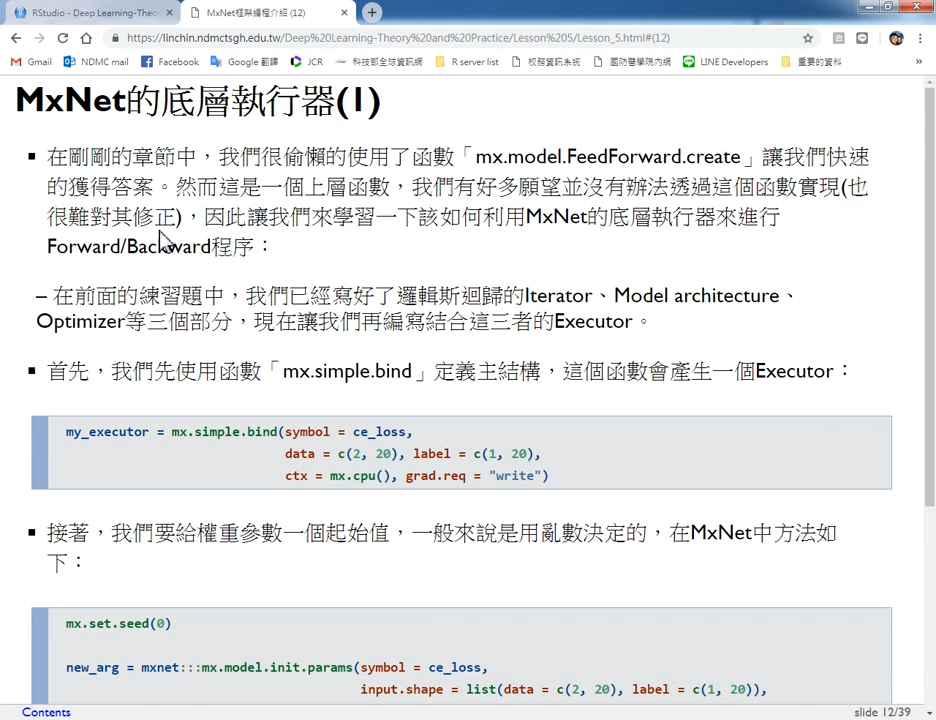 RStudio - Deep Learning-Theo
MxNet框架編程介紹 (12)
https://linchin.ndmctsgh.edu.tw/Deep%20Learning-Theory%20and%20Practice/Lesson%205/Lesson_5.html#(12)
Gmail NDMC mail Facebook Google 翻譯 JCR 科技部全球資訊網 R server list 校務資訊系統 國防醫學院內網 LINE Developers 重要的資料 »
MxNet的底層執行器(1)
在剛剛的章節中，我們很偷懶的使用了函數「mx.model.FeedForward.create」讓我們快速
的獲得答案。然而這是一個上層函數，我們有好多願望並沒有辦法透過這個函數實現(也
很難對其修正)，因此讓我們來學習一下該如何利用MxNet的底層執行器來進行
Forward/Backward程序：
– 在前面的練習題中，我們已經寫好了邏輯斯迴歸的Iterator、Model architecture、
Optimizer等三個部分，現在讓我們再編寫結合這三者的Executor。
首先，我們先使用函數「mx.simple.bind」定義主結構，這個函數會產生一個Executor：
my_executor = mx.simple.bind(symbol = ce_loss,
data = c(2, 20), label = c(1, 20),
ctx = mx.cpu(), grad.req = "write")
接著，我們要給權重參數一個起始值，一般來說是用亂數決定的，在MxNet中方法如
下：
mx.set.seed(0)
new_arg = mxnet:::mx.model.init.params(symbol = ce_loss,
input.shape = list(data = c(2, 20), label = c(1, 20)),
Contents
slide 12/39